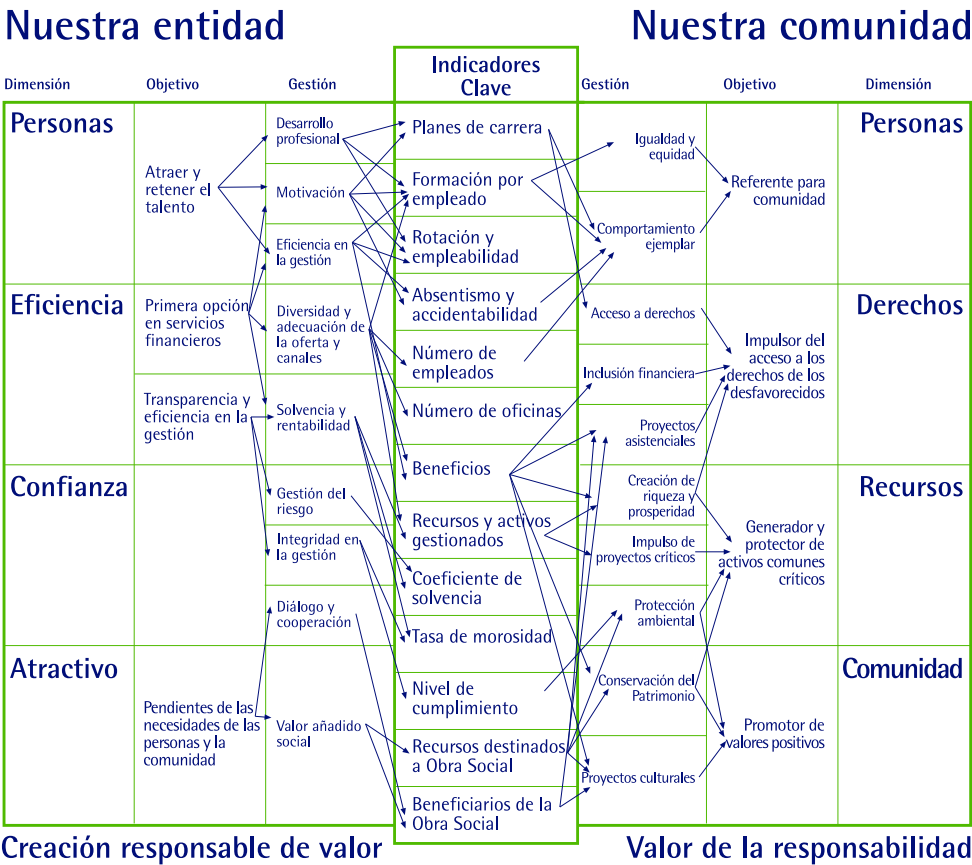 Nuestra entidad
Nuestra comunidad
Dimensión
Objetivo
Gestión
Indicadores
Clave
Gestión
Objetivo
Dimensión
Personas
Eficiencia
Confianza
Atractivo
Atraer y
retener el
talento
Primera opción
en servicios
financieros
Transparencia y
eficiencia en la
gestión
Pendientes de las
necesidades de las
personas y la
comunidad
Desarrollo
profesional
Motivación
Eficiencia en
la gestión
Diversidad y
adecuación de
la oferta y
canales
Solvencia y
rentabilidad
Gestión del
riesgo
Integridad en
la gestión
Diálogo y
cooperación
Valor añadido
social
Planes de carrera
Formación por
empleado
Rotación y
empleabilidad
Absentismo y
accidentabilidad
Número de
empleados
Número de oficinas
Beneficios
Recursos y activos
gestionados
Coeficiente de
solvencia
Tasa de morosidad
Nivel de
cumplimiento
Recursos destinados
a Obra Social
Beneficiarios de la
Obra Social
Igualdad y
equidad
Comportamiento
ejemplar
Acceso a derechos
Inclusión financiera
Proyectos
asistenciales
Creación de
riqueza y
prosperidad
Impulso de
proyectos críticos
Protección
ambiental
Conservación del
Patrimonio
Proyectos culturales
Referente para
comunidad
Impulsor del
acceso a los
derechos de los
desfavorecidos
Generador y
protector de
activos comunes
críticos
Promotor de
valores positivos
Personas
Derechos
Recursos
Comunidad
Creación responsable de valor
Valor de la responsabilidad